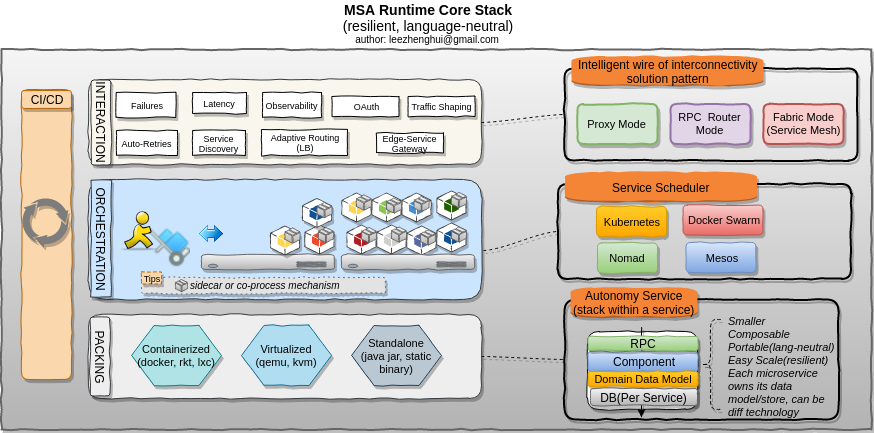 MSA Runtime Core Stack
(resilient, language-neutral)
author: leezhenghui@gmail.com
CI/CD
INTERACTION
Failures
Latency
Observability
OAuth
Traffic Shaping
Auto-Retries
Service
Discovery
Adaptive Routing
(LB)
Edge-Service
Gateway
Intelligent wire of interconnectivity
solution pattern
Proxy Mode
RPC Router
Mode
Fabric Mode
(Service Mesh)
ORCHESTRATION
Tips
sidecar or co-process mechanism
Service Scheduler
Kubernetes
Docker Swarm
Nomad
Mesos
PACKING
Containerized
(docker, rkt, lxc)
Virtualized
(qemu, kvm)
Standalone
(java jar, static
binary)
Autonomy Service
(stack within a service)
RPC
Component
Domain Data Model
DB(Per Service)
Smaller
Composable
Portable(lang-neutral)
Easy Scale(resilient)
Each microservice
owns its data
model/store, can be
diff technology